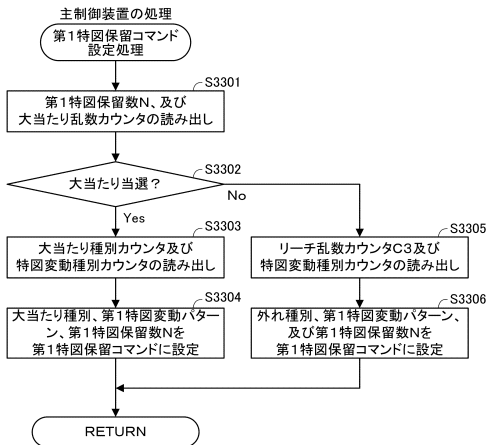 主制御装置の処理
第1特図保留コマンド
設定処理
S3301
第1特図保留数N、及び
大当たり乱数カウンタの読み出し
S3302
大当たり当選？
No
Yes
S3303
大当たり種別カウンタ及び
特図変動種別カウンタの読み出し
S3305
リーチ乱数カウンタC3及び
特図変動種別カウンタの読み出し
S3304
大当たり種別、第1特図変動パター
ン、第1特図保留数Nを
第1特図保留コマンドに設定
S3306
外れ種別、第1特図変動パターン、
及び第1特図保留数Nを
第1特図保留コマンドに設定
RETURN